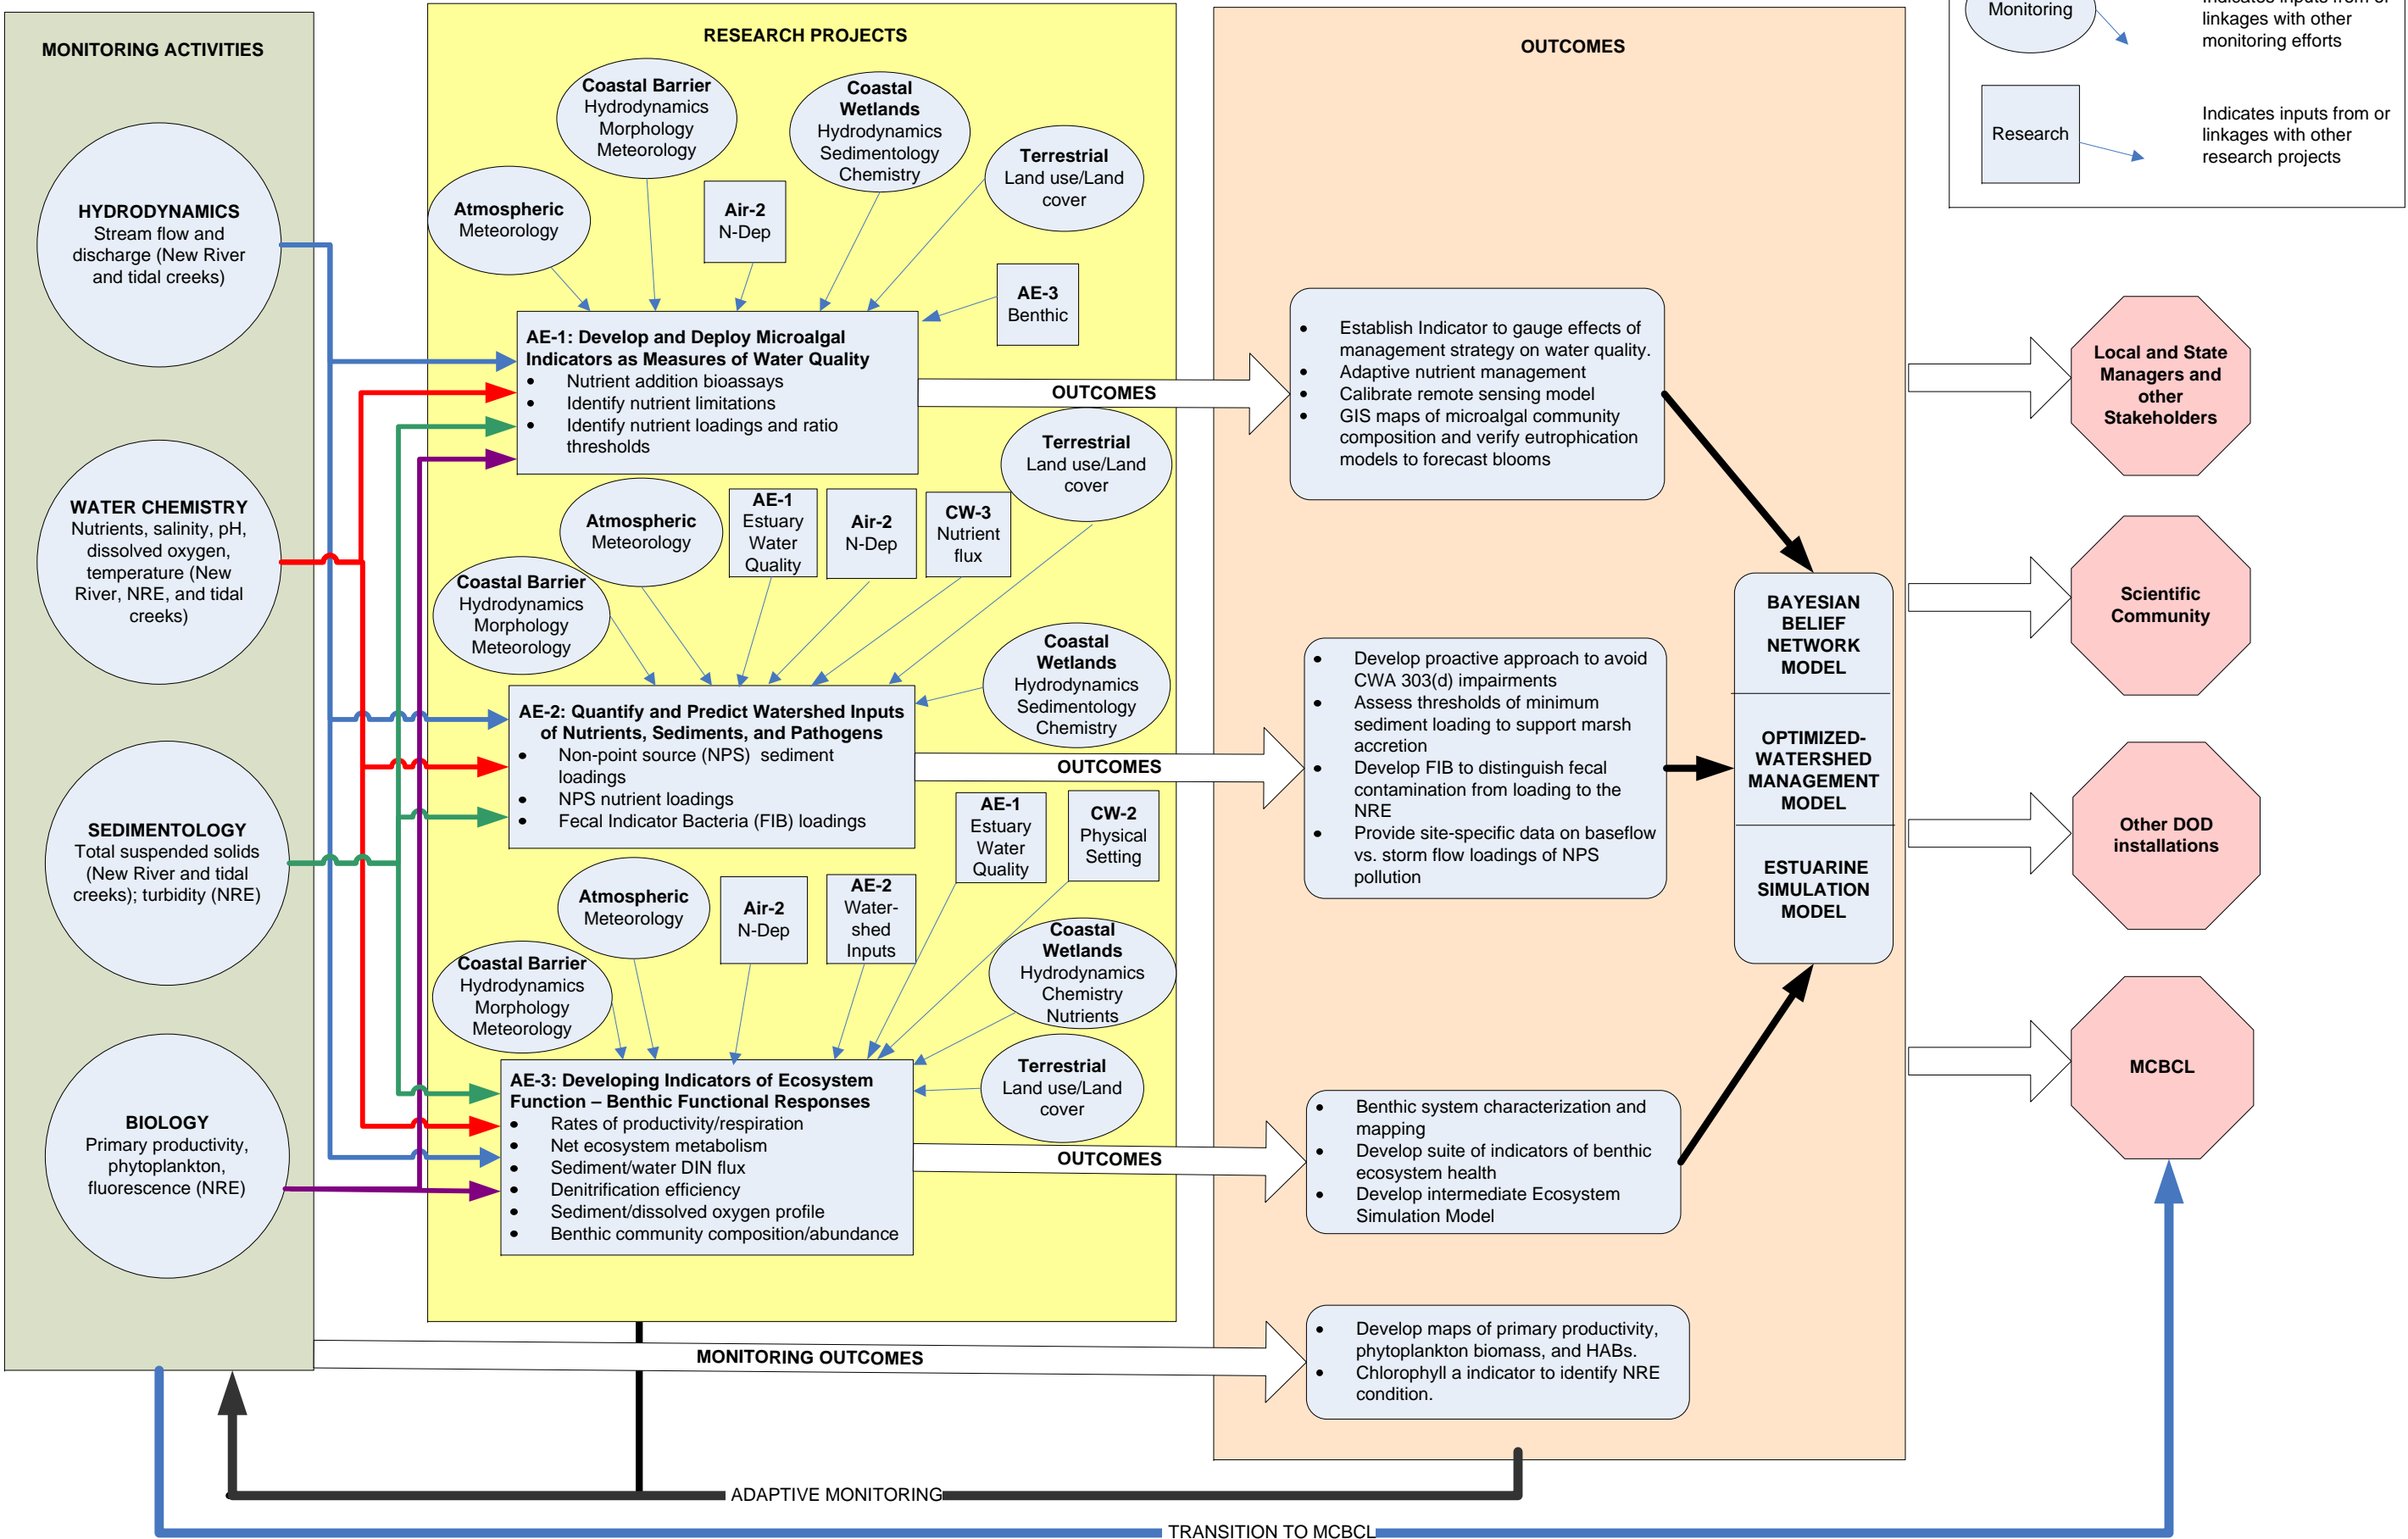 MONITORING ACTIVITIES
HYDRODYNAMICS
Stream flow and
discharge (New River
and tidal creeks)
WATER CHEMISTRY
Nutrients, salinity, pH,
dissolved oxygen,
temperature (New
River, NRE, and tidal
creeks)
SEDIMENTOLOGY
Total suspended solids
(New River and tidal
creeks); turbidity (NRE)
BIOLOGY
Primary productivity,
phytoplankton,
fluorescence (NRE)
RESEARCH PROJECTS
Coastal Barrier
Hydrodynamics
Morphology
Meteorology
Coastal
Wetlands
Hydrodynamics
Sedimentology
Chemistry
Terrestrial
Land use/Land
cover
Atmospheric
Meteorology
Air-2
N-Dep
AE-3
Benthic
AE-1: Develop and Deploy Microalgal
Indicators as Measures of Water Quality
• Nutrient addition bioassays
• Identify nutrient limitations
• Identify nutrient loadings and ratio
thresholds
OUTCOMES
Terrestrial
Land use/Land
cover
Atmospheric
Meteorology
AE-1
Estuary
Water
Quality
Air-2
N-Dep
CW-3
Nutrient
flux
Coastal Barrier
Hydrodynamics
Morphology
Meteorology
Coastal
Wetlands
Hydrodynamics
Sedimentology
Chemistry
AE-2: Quantify and Predict Watershed Inputs
of Nutrients, Sediments, and Pathogens
• Non-point source (NPS) sediment
loadings
• NPS nutrient loadings
• Fecal Indicator Bacteria (FIB) loadings
OUTCOMES
AE-1
Estuary
Water
Quality
CW-2
Physical
Setting
Atmospheric
Meteorology
Air-2
N-Dep
AE-2
Water-
shed
Inputs
Coastal Barrier
Hydrodynamics
Morphology
Meteorology
Coastal
Wetlands
Hydrodynamics
Chemistry
Nutrients
Terrestrial
Land use/Land
cover
AE-3: Developing Indicators of Ecosystem
Function – Benthic Functional Responses
• Rates of productivity/respiration
• Net ecosystem metabolism
• Sediment/water DIN flux
• Denitrification efficiency
• Sediment/dissolved oxygen profile
• Benthic community composition/abundance
OUTCOMES
MONITORING OUTCOMES
OUTCOMES
• Establish Indicator to gauge effects of
management strategy on water quality.
• Adaptive nutrient management
• Calibrate remote sensing model
• GIS maps of microalgal community
composition and verify eutrophication
models to forecast blooms
• Develop proactive approach to avoid
CWA 303(d) impairments
• Assess thresholds of minimum
sediment loading to support marsh
accretion
• Develop FIB to distinguish fecal
contamination from loading to the
NRE
• Provide site-specific data on baseflow
vs. storm flow loadings of NPS
pollution
• Benthic system characterization and
mapping
• Develop suite of indicators of benthic
ecosystem health
• Develop intermediate Ecosystem
Simulation Model
• Develop maps of primary productivity,
phytoplankton biomass, and HABs.
• Chlorophyll a indicator to identify NRE
condition.
BAYESIAN
BELIEF
NETWORK
MODEL
OPTIMIZED-
WATERSHED
MANAGEMENT
MODEL
ESTUARINE
SIMULATION
MODEL
Monitoring
Indicates inputs from or
linkages with other
monitoring efforts
Research
Indicates inputs from or
linkages with other
research projects
Local and State
Managers and
other
Stakeholders
Scientific
Community
Other DOD
installations
MCBCL
ADAPTIVE MONITORING
TRANSITION TO MCBCL